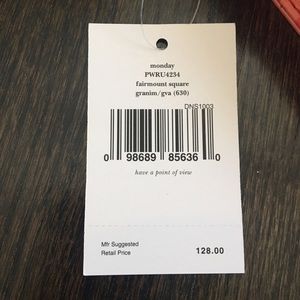 monday
PWRU4234
fairmount square
granim/gva (630)
DNS1003
0 98689 85636 0
have a point of view
Mfr Suggested
Retail Price 128.00